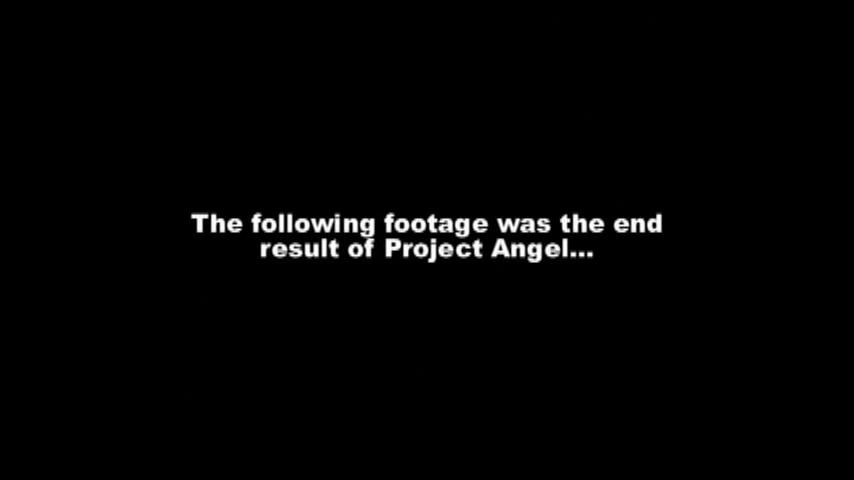 The following footage was the end
result of Project Angel...